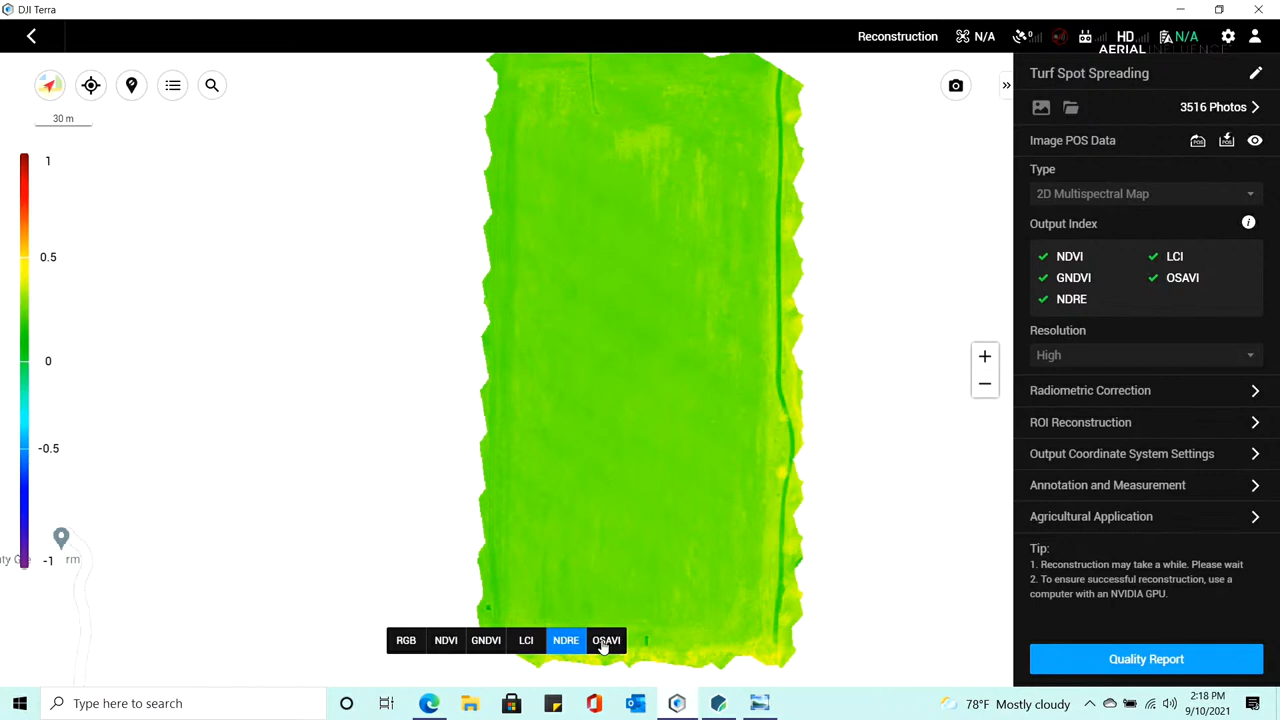 DJI Terra
Reconstruction
N/A
0
HD
N/A
AERIAL INFLUENCE
30 m
1
0.5
0
-0.5
-1
rm
Turf Spot Spreading
3516 Photos
Image POS Data
POS
POS
Type
2D Multispectral Map
Output Index
NDVI
LCI
GNDVI
OSAVI
NDRE
Resolution
High
Radiometric Correction
ROI Reconstruction
Output Coordinate System Settings
Annotation and Measurement
Agricultural Application
Tip:
1. Reconstruction may take a while. Please wait
2. To ensure successful reconstruction, use a
computer with an NVIDIA GPU.
Quality Report
RGB NDVI GNDVI LCI NDRE OSAVI
Type here to search
78°F Mostly cloudy
2:18 PM
9/10/2021